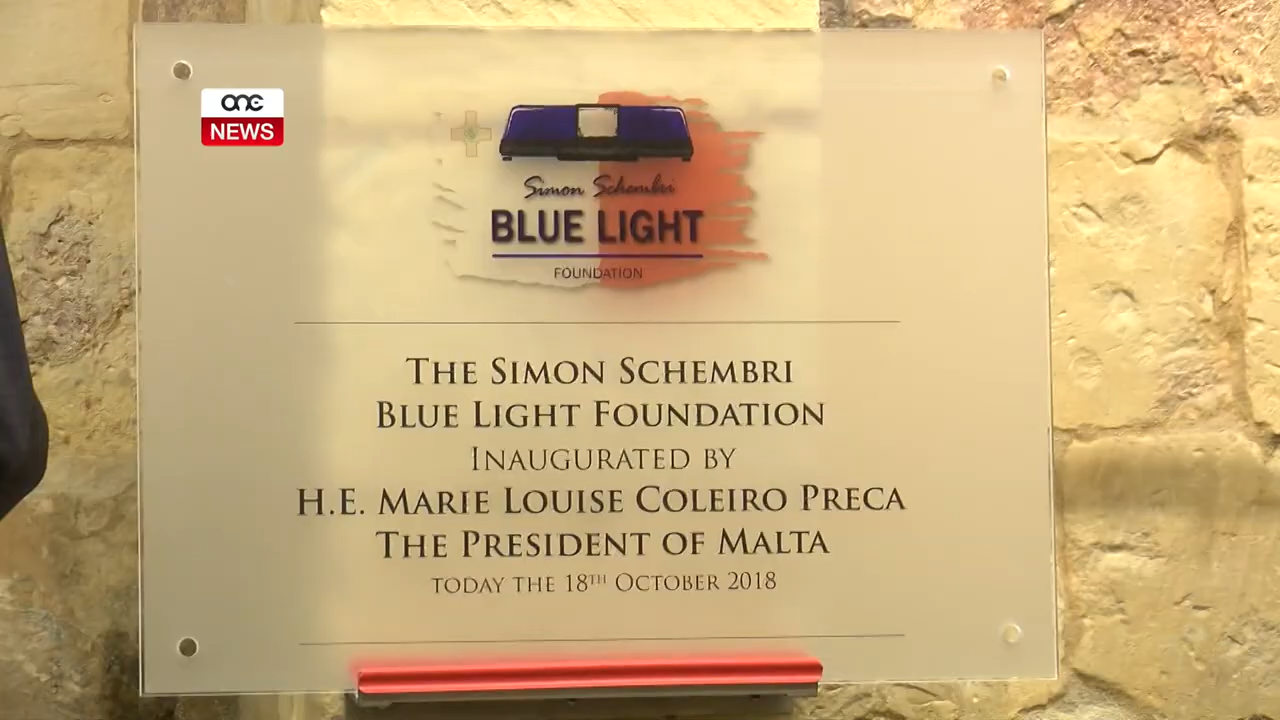 one
NEWS
Simon Schembri
BLUE LIGHT
FOUNDATION
THE SIMON SCHEMBRI
BLUE LIGHT FOUNDATION
INAUGURATED BY
H.E. MARIE LOUISE COLEIRO PRECA
THE PRESIDENT OF MALTA
TODAY THE 18TH OCTOBER 2018